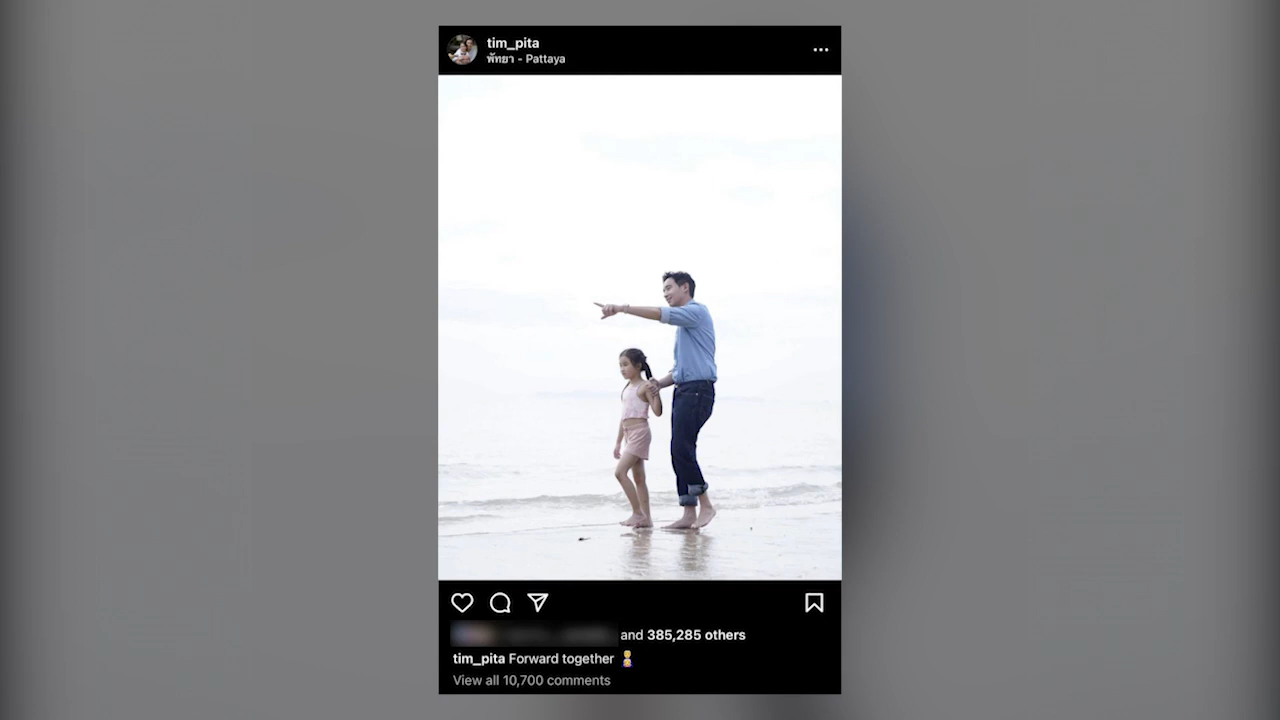 tim_pita
พัทยา - Pattaya
and 385,285 others
tim_pita Forward together
View all 10,700 comments